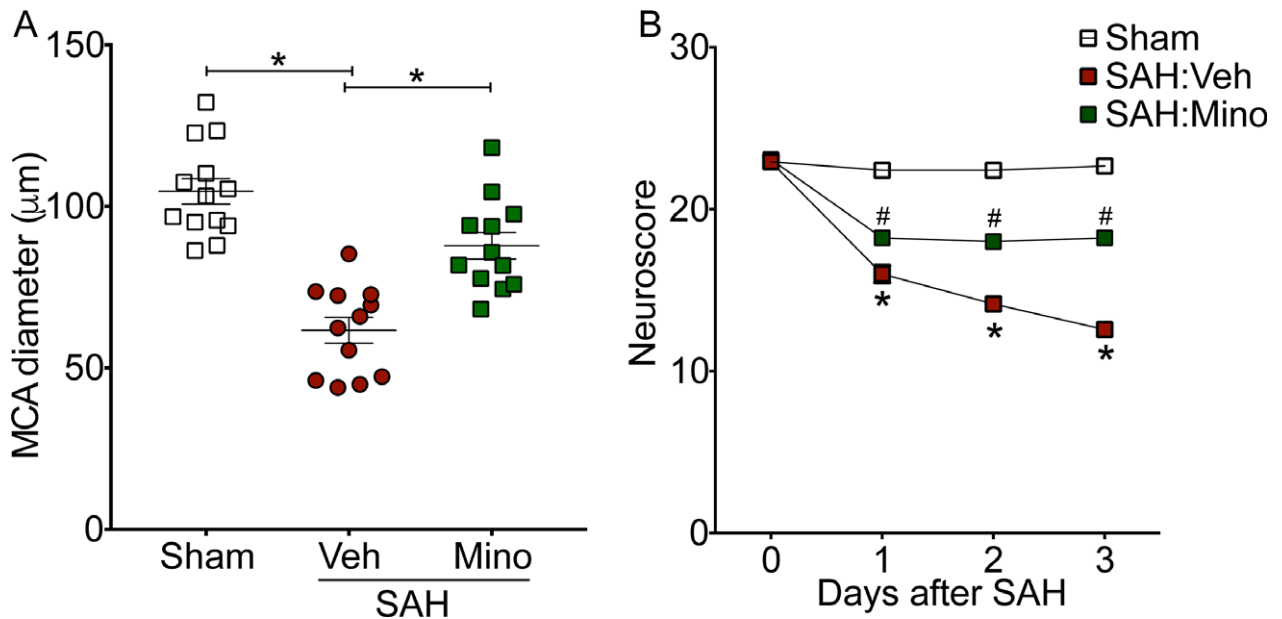 A
MCA diameter (μm)
150
100
50
0
*
*
Sham
Veh
Mino
SAH
B
Neuroscore
30
20
10
0
Sham
SAH:Veh
SAH:Mino
# # #
* * *
0 1 2 3
Days after SAH